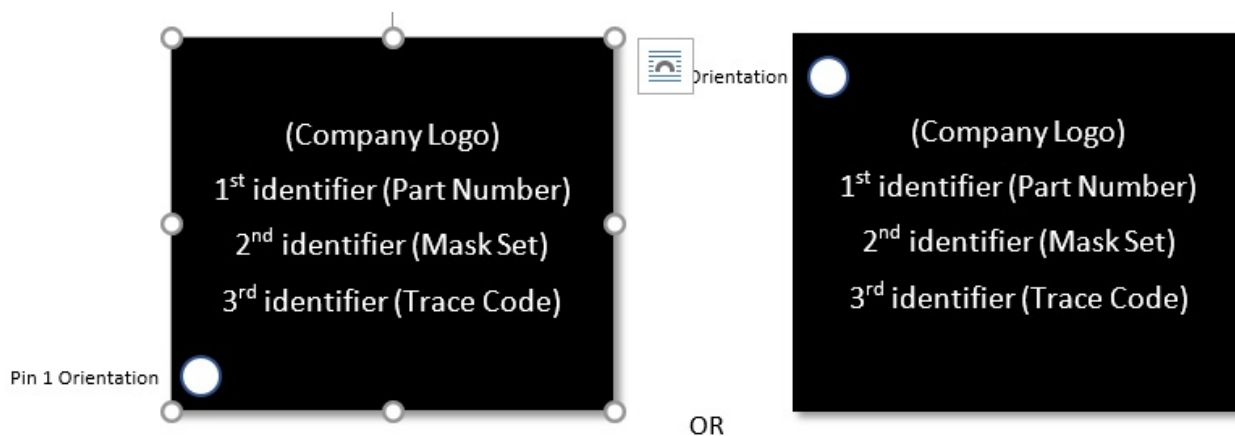 (Company Logo)
1st identifier (Part Number)
2nd identifier (Mask Set)
3rd identifier (Trace Code)
Pin 1 Orientation
OR
Orientation
(Company Logo)
1st identifier (Part Number)
2nd identifier (Mask Set)
3rd identifier (Trace Code)